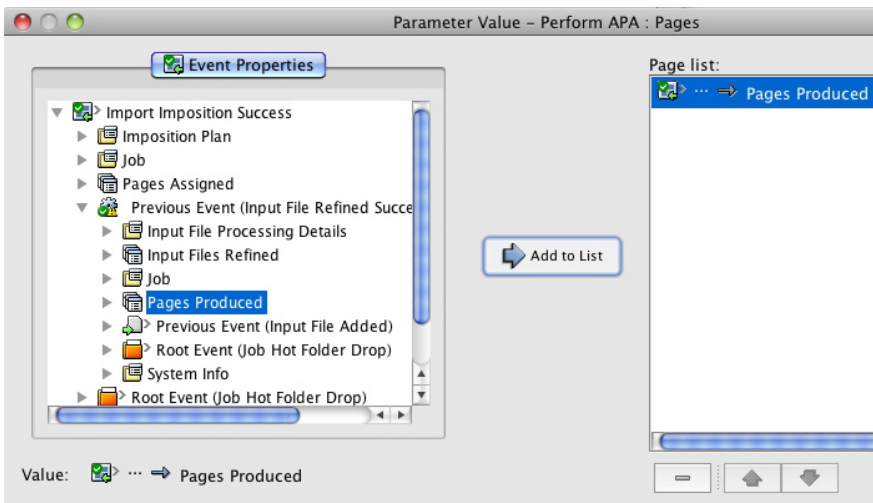 Parameter Value – Perform APA : Pages
Event Properties
Import Imposition Success
Imposition Plan
Job
Pages Assigned
Previous Event (Input File Refined Succe
Input File Processing Details
Input Files Refined
Job
Pages Produced
Previous Event (Input File Added)
Root Event (Job Hot Folder Drop)
System Info
Root Event (Job Hot Folder Drop)
Value: ... Pages Produced
Add to List
Page list:
... Pages Produced